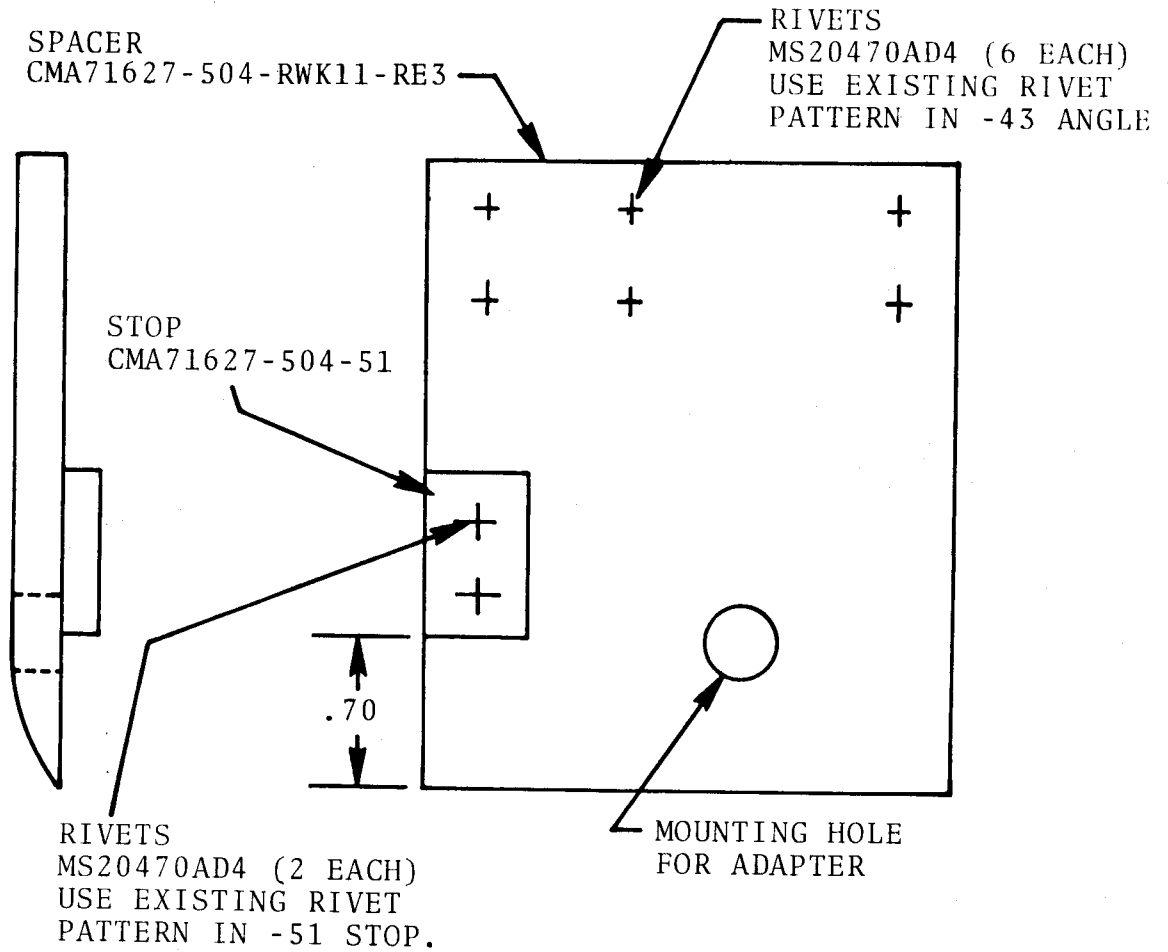 SPACER
CMA71627-504-RWK11-RE3
RIVETS
MS20470AD4 (6 EACH)
USE EXISTING RIVET
PATTERN IN -43 ANGLE
STOP
CMA71627-504-51
.70
RIVETS
MS20470AD4 (2 EACH)
USE EXISTING RIVET
PATTERN IN -51 STOP.
MOUNTING HOLE
FOR ADAPTER